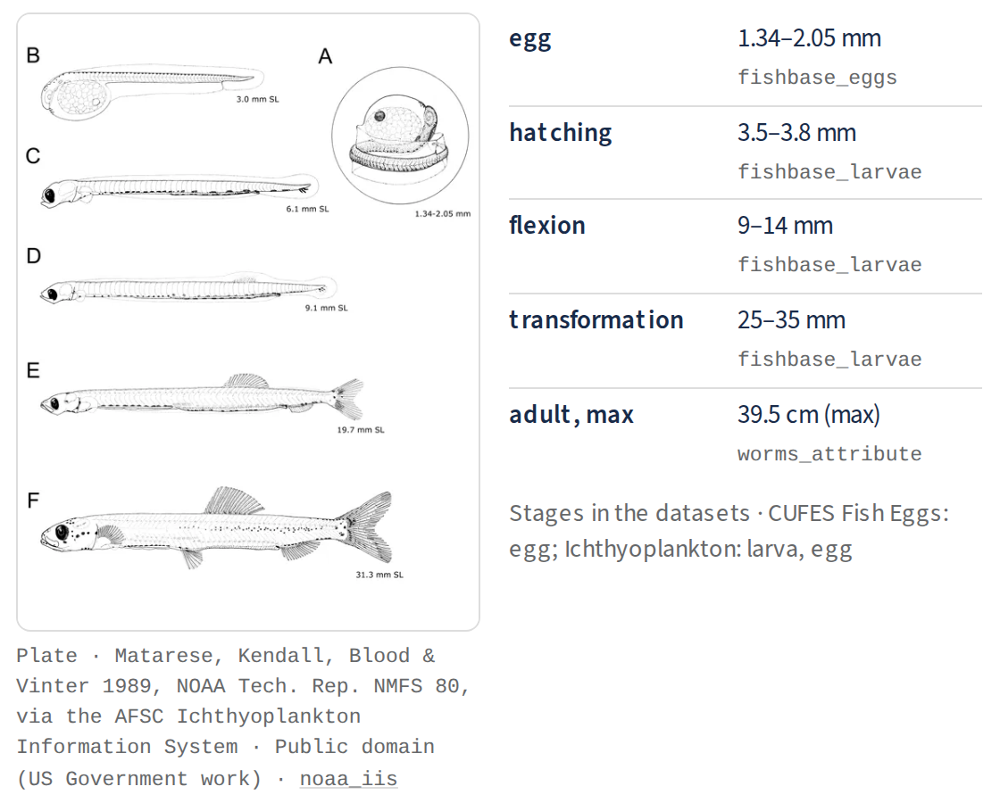 B
A
3.0 mm SL
C
6.1 mm SL
1.34-2.05 mm
D
9.1 mm SL
E
19.7 mm SL
F
31.3 mm SL
Plate · Matarese, Kendall, Blood &
Vinter 1989, NOAA Tech. Rep. NMFS 80,
via the AFSC Ichthyoplankton
Information System · Public domain
(US Government work) · noaa_iis
egg 1.34–2.05 mm
fishbase_eggs
hatching 3.5–3.8 mm
fishbase_larvae
flexion 9–14 mm
fishbase_larvae
transformation 25–35 mm
fishbase_larvae
adult, max 39.5 cm (max)
worms_attribute
Stages in the datasets · CUFES Fish Eggs:
egg; Ichthyoplankton: larva, egg